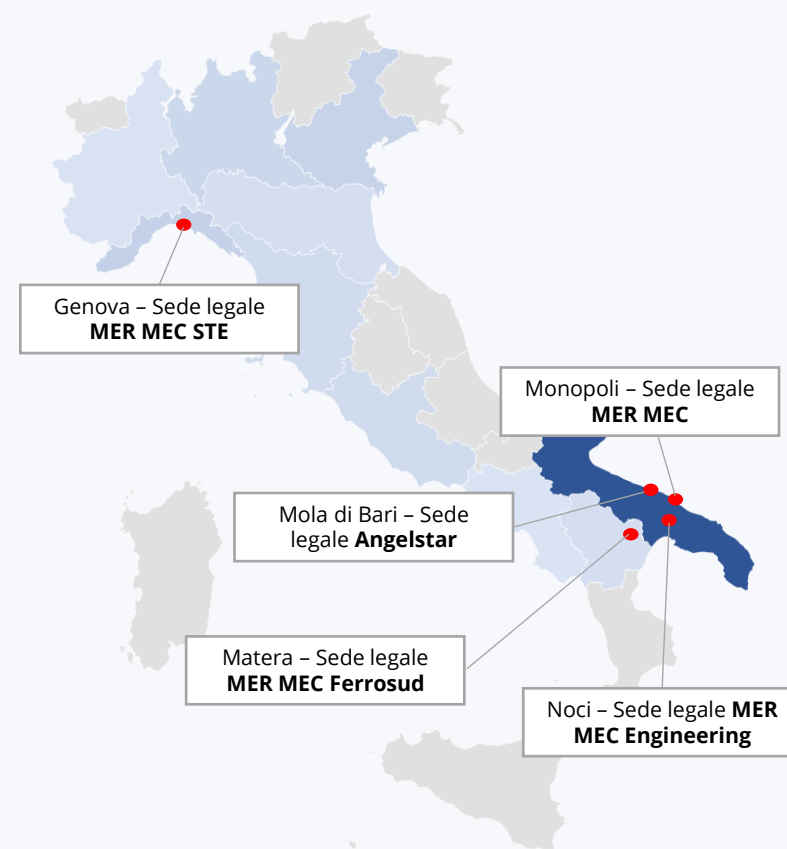 Genova – Sede legale
MER MEC STE
Monopoli – Sede legale
MER MEC
Mola di Bari – Sede
legale Angelstar
Matera – Sede legale
MER MEC Ferrosud
Noci – Sede legale MER
MEC Engineering